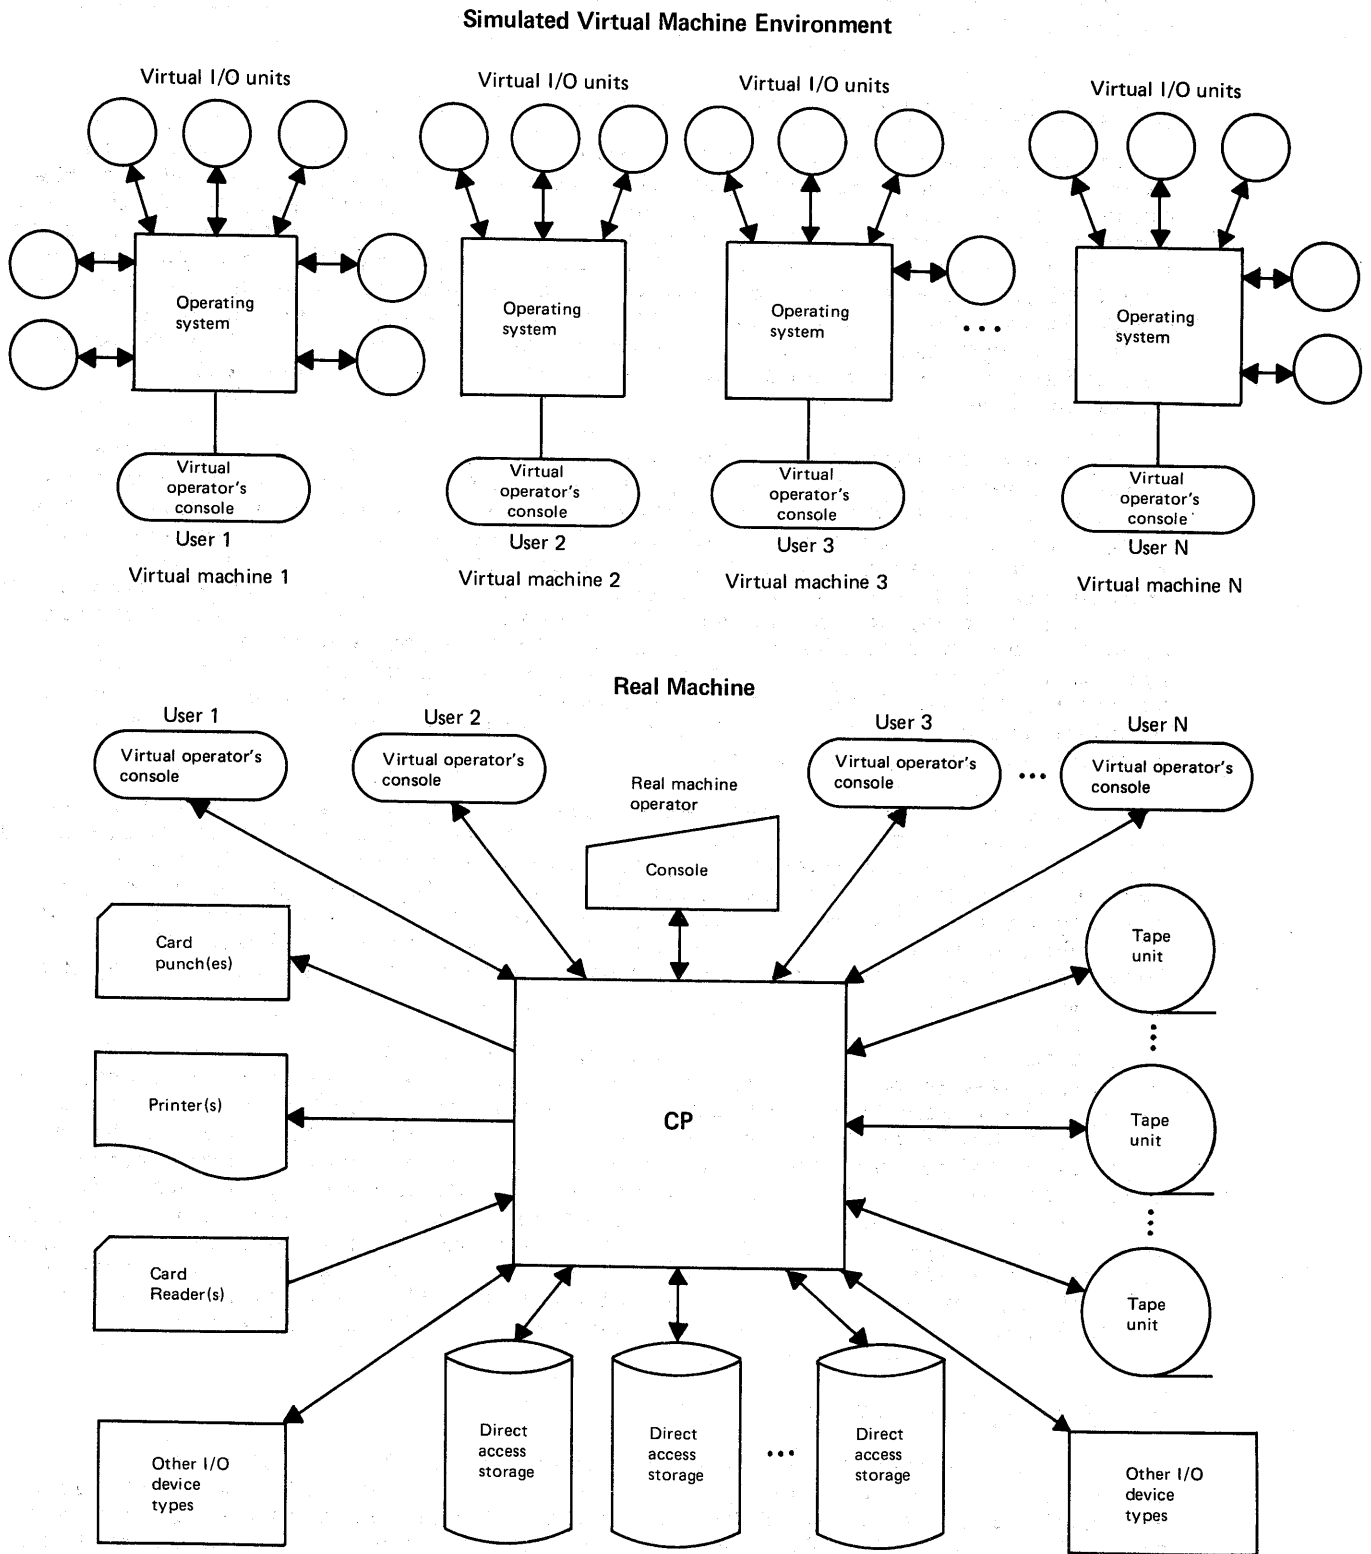 Simulated Virtual Machine Environment
Virtual I/O units
Virtual I/O units
Virtual I/O units
Virtual I/O units
Operating
system
Operating
system
Operating
system
Operating
system
Virtual
operator's
console
Virtual
operator's
console
Virtual
operator's
console
Virtual
operator's
console
User 1
User 2
User 3
User N
Virtual machine 1
Virtual machine 2
Virtual machine 3
Virtual machine N
Real Machine
User 1
User 2
User 3
User N
Virtual operator's
console
Virtual operator's
console
Real machine
operator
Virtual operator's
console
Virtual operator's
console
Console
Card
punch(es)
Tape
unit
Printer(s)
CP
Tape
unit
Card
Reader(s)
Tape
unit
Other I/O
device
types
Direct
access
storage
Direct
access
storage
Direct
access
storage
Other I/O
device
types